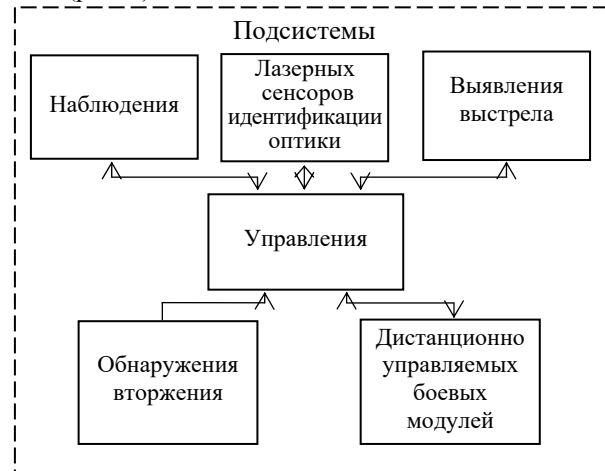 Подсистемы
Наблюдения
Лазерных
сенсоров
идентификации
оптики
Выявления
выстрела
Управления
Обнаружения
вторжения
Дистанционно
управляемых
боевых
модулей